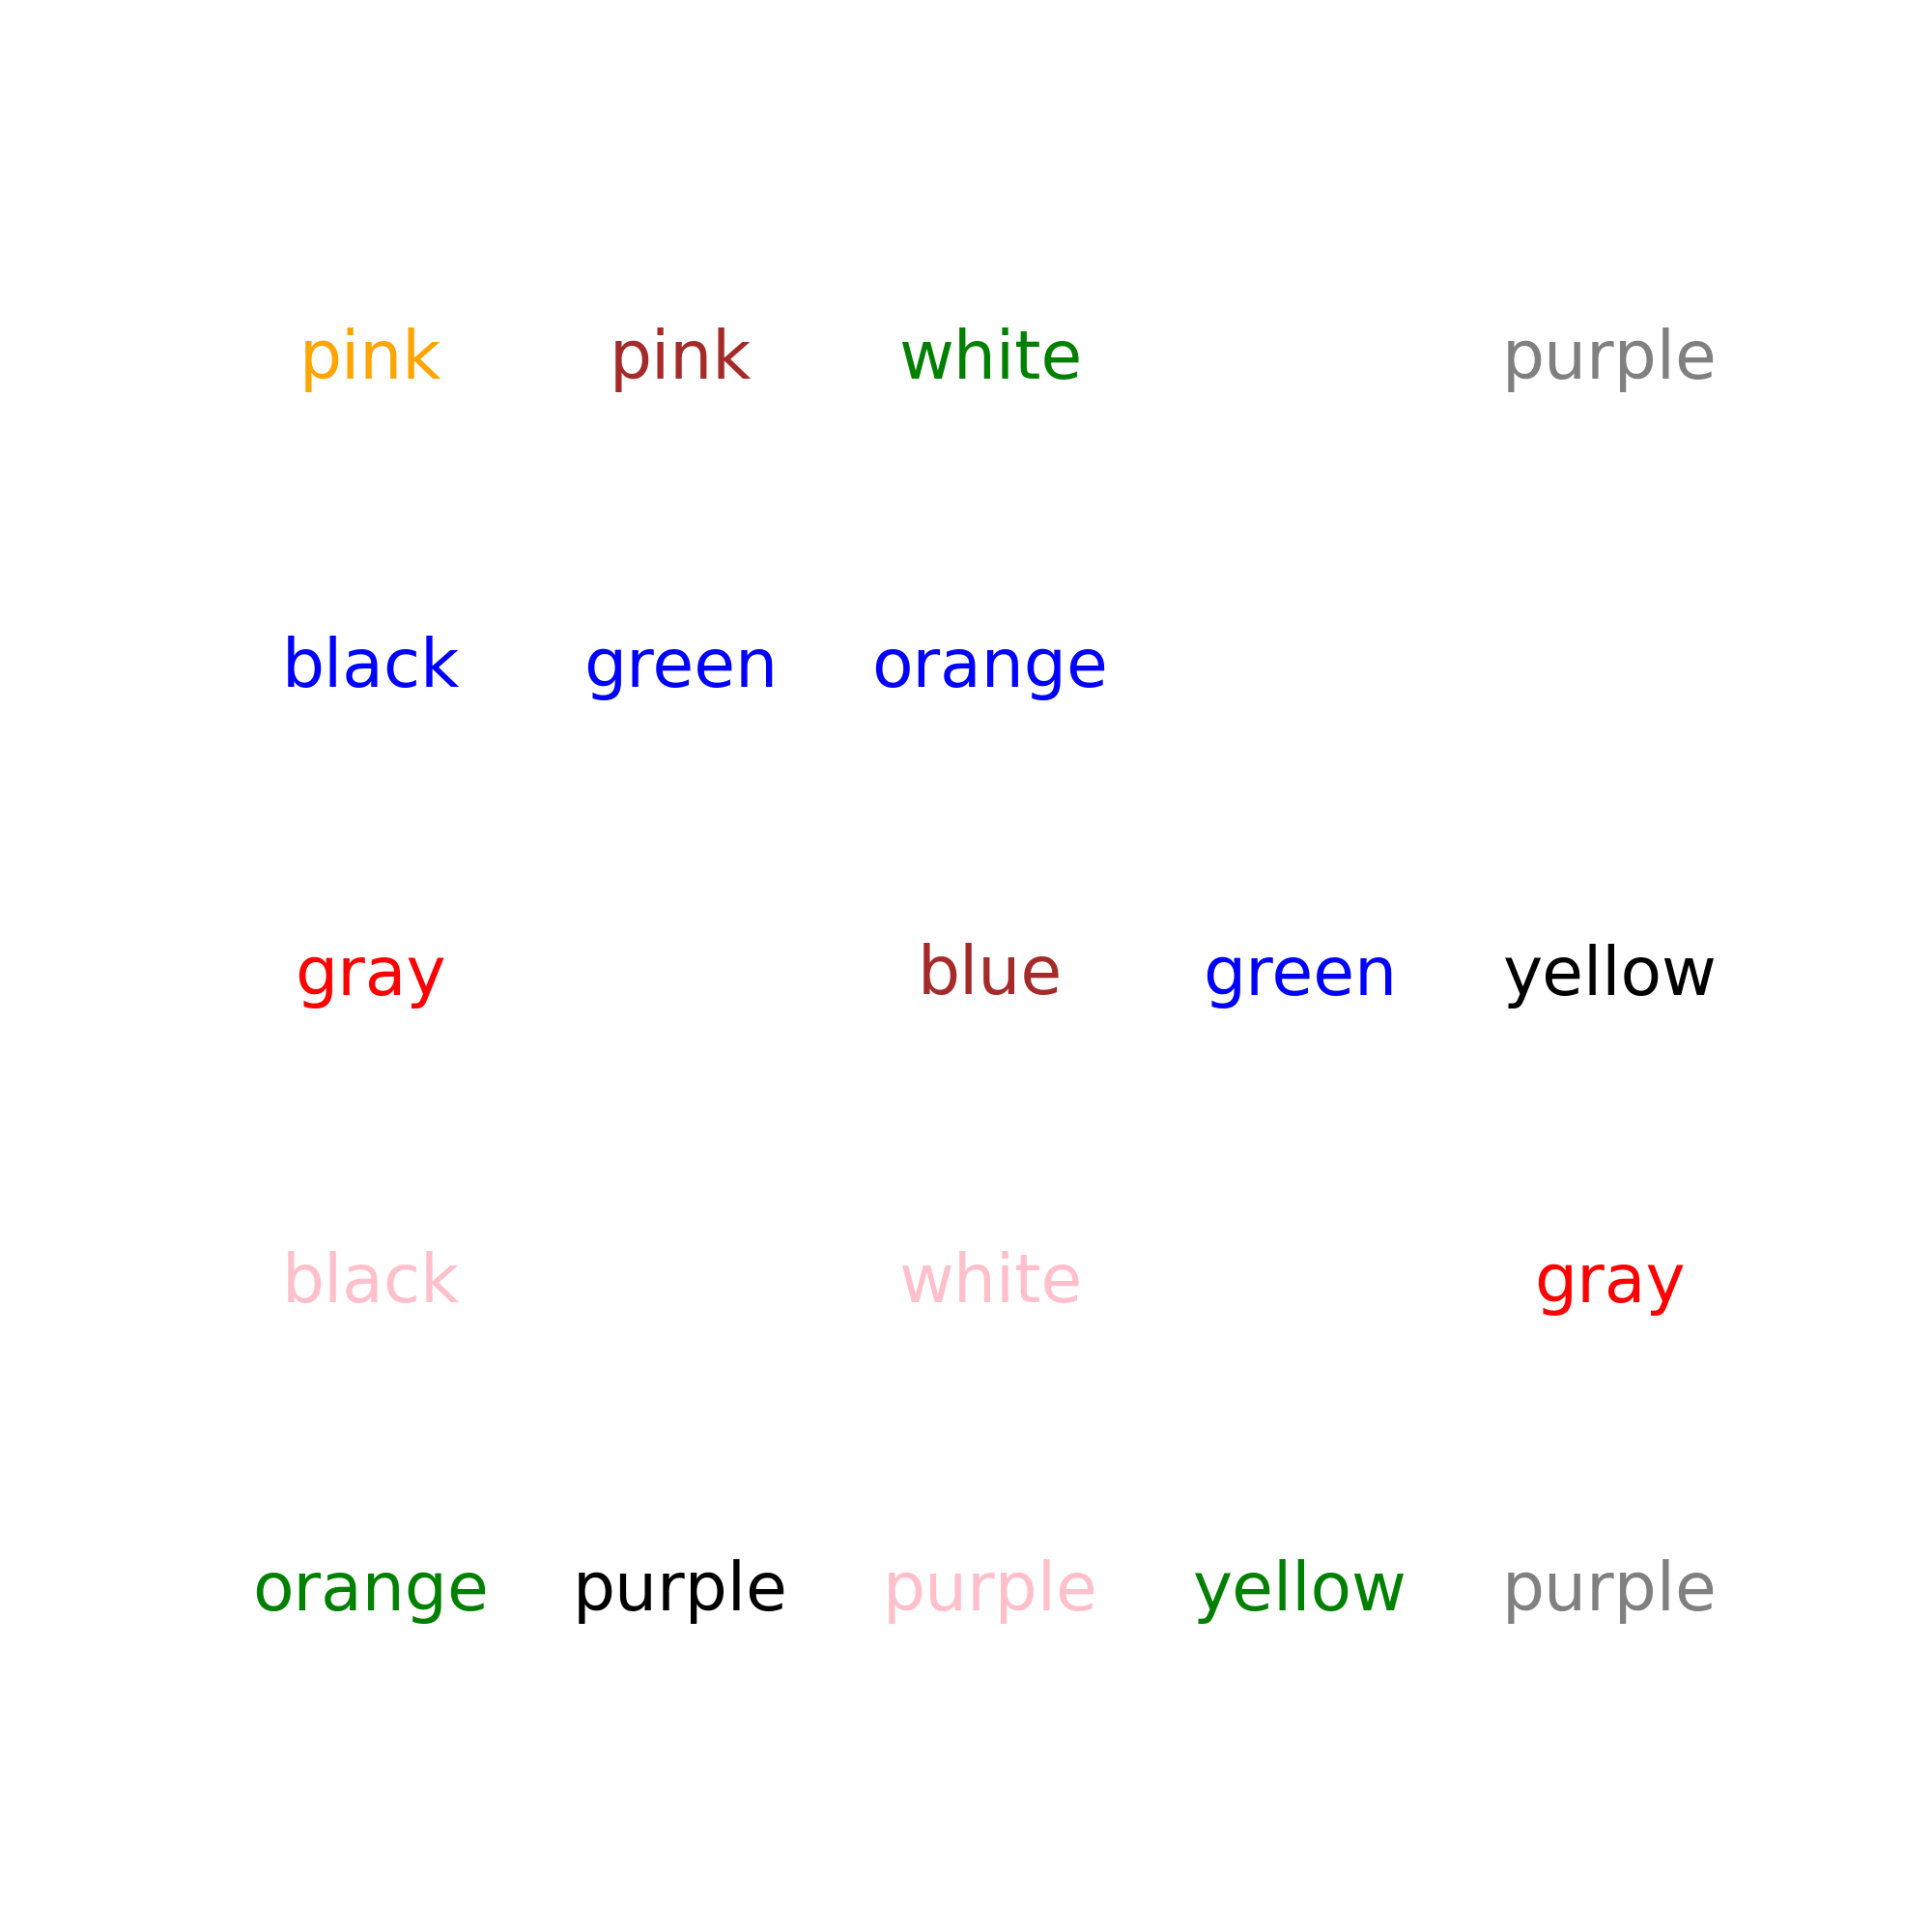 pink pink white purple
black green orange
gray blue green yellow
black white gray
orange purple purple yellow purple